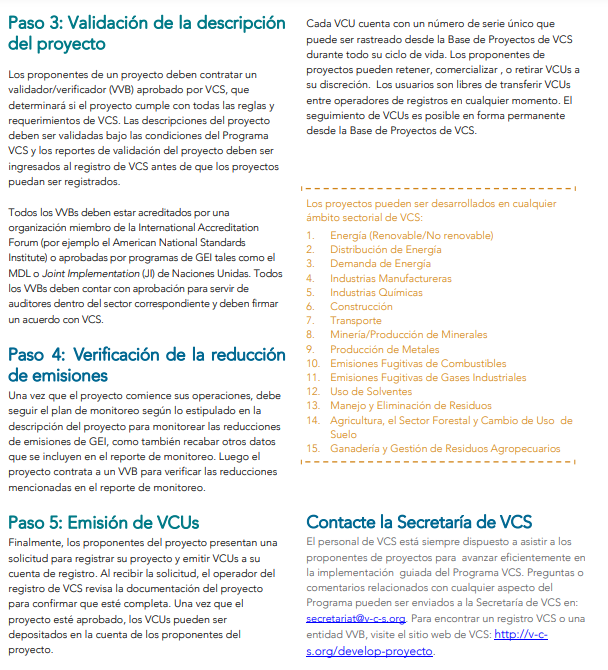 Paso 3: Validación de la descripción
del proyecto
Los proponentes de un proyecto deben contratar un
validador/verificador (VVB) aprobado por VCS, que
determinará si el proyecto cumple con todas las reglas y
requerimientos de VCS. Las descripciones del proyecto
deben ser validadas bajo las condiciones del Programa
VCS y los reportes de validación del proyecto deben ser
ingresados al registro de VCS antes de que los proyectos
puedan ser registrados.
Todos los VVBs deben estar acreditados por una
organización miembro de la International Accreditation
Forum (por ejemplo el American National Standards
Institute) o aprobadas por programas de GEI tales como el
MDL o Joint Implementation (JI) de Naciones Unidas. Todos
los VVBs deben contar con aprobación para servir de
auditores dentro del sector correspondiente y deben firmar
un acuerdo con VCS.
Paso 4: Verificación de la reducción
de emisiones
Una vez que el proyecto comience sus operaciones, debe
seguir el plan de monitoreo según lo estipulado en la
descripción del proyecto para monitorear las reducciones
de emisiones de GEI, como también recabar otros datos
que se incluyen en el reporte de monitoreo. Luego el
proyecto contrata a un VVB para verificar las reducciones
mencionadas en el reporte de monitoreo.
Paso 5: Emisión de VCUs
Finalmente, los proponentes del proyecto presentan una
solicitud para registrar su proyecto y emitir VCUs a su
cuenta de registro. Al recibir la solicitud, el operador del
registro de VCS revisa la documentación del proyecto
para confirmar que esté completa. Una vez que el
proyecto esté aprobado, los VCUs pueden ser
depositados en la cuenta de los proponentes del
proyecto.
Cada VCU cuenta con un número de serie único que
puede ser rastreado desde la Base de Proyectos de VCS
durante todo su ciclo de vida. Los proponentes de
proyectos pueden retener, comercializar , o retirar VCUs a
su discreción. Los usuarios son libres de transferir VCUs
entre operadores de registros en cualquier momento. El
seguimiento de VCUs es posible en forma permanente
desde la Base de Proyectos de VCS.
Los proyectos pueden ser desarrollados en cualquier
ámbito sectorial de VCS:
1. Energía (Renovable/No renovable)
2. Distribución de Energía
3. Demanda de Energía
4. Industrias Manufactureras
5. Industrias Químicas
6. Construcción
7. Transporte
8. Minería/Producción de Minerales
9. Producción de Metales
10. Emisiones Fugitivas de Combustibles
11. Emisiones Fugitivas de Gases Industriales
12. Uso de Solventes
13. Manejo y Eliminación de Residuos
14. Agricultura, el Sector Forestal y Cambio de Uso de
Suelo
15. Ganadería y Gestión de Residuos Agropecuarios
Contacte la Secretaría de VCS
El personal de VCS está siempre dispuesto a asistir a los
proponentes de proyectos para avanzar eficientemente en
la implementación guiada del Programa VCS. Preguntas o
comentarios relacionados con cualquier aspecto del
Programa pueden ser enviados a la Secretaría de VCS en:
secretariat@v-c-s.org. Para encontrar un registro VCS o una
entidad VVB, visite el sitio web de VCS: http://v-c-
s.org/develop-proyecto.